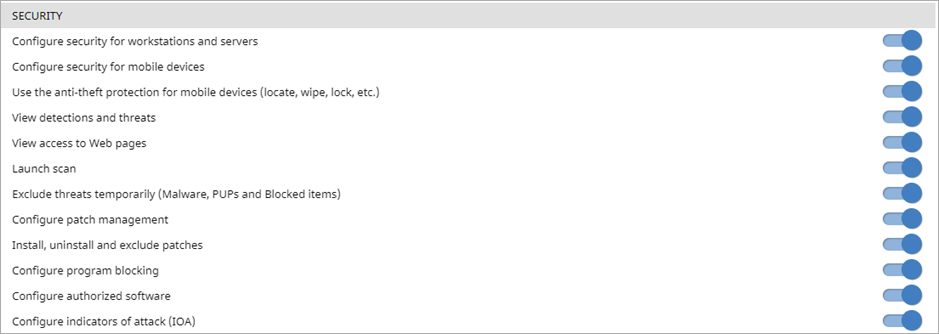 SECURITY
Configure security for workstations and servers
Configure security for mobile devices
Use the anti-theft protection for mobile devices (locate, wipe, lock, etc.)
View detections and threats
View access to Web pages
Launch scan
Exclude threats temporarily (Malware, PUPs and Blocked items)
Configure patch management
Install, uninstall and exclude patches
Configure program blocking
Configure authorized software
Configure indicators of attack (IOA)